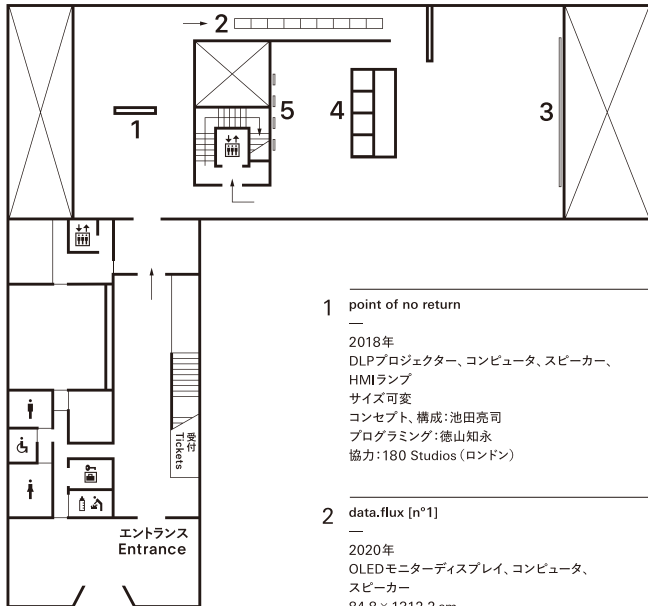 2
5
4
3
1
受付
Tickets
エントランス
Entrance
1 point of no return
2018年
DLPプロジェクター、コンピュータ、スピーカー、
HMIランプ
サイズ可変
コンセプト、構成：池田亮司
プログラミング：徳山知永
協力：180 Studios（ロンドン）
2 data.flux [n°1]
2020年
OLEDモニターディスプレイ、コンピュータ、
スピーカー
84.8 × 1312.2 cm